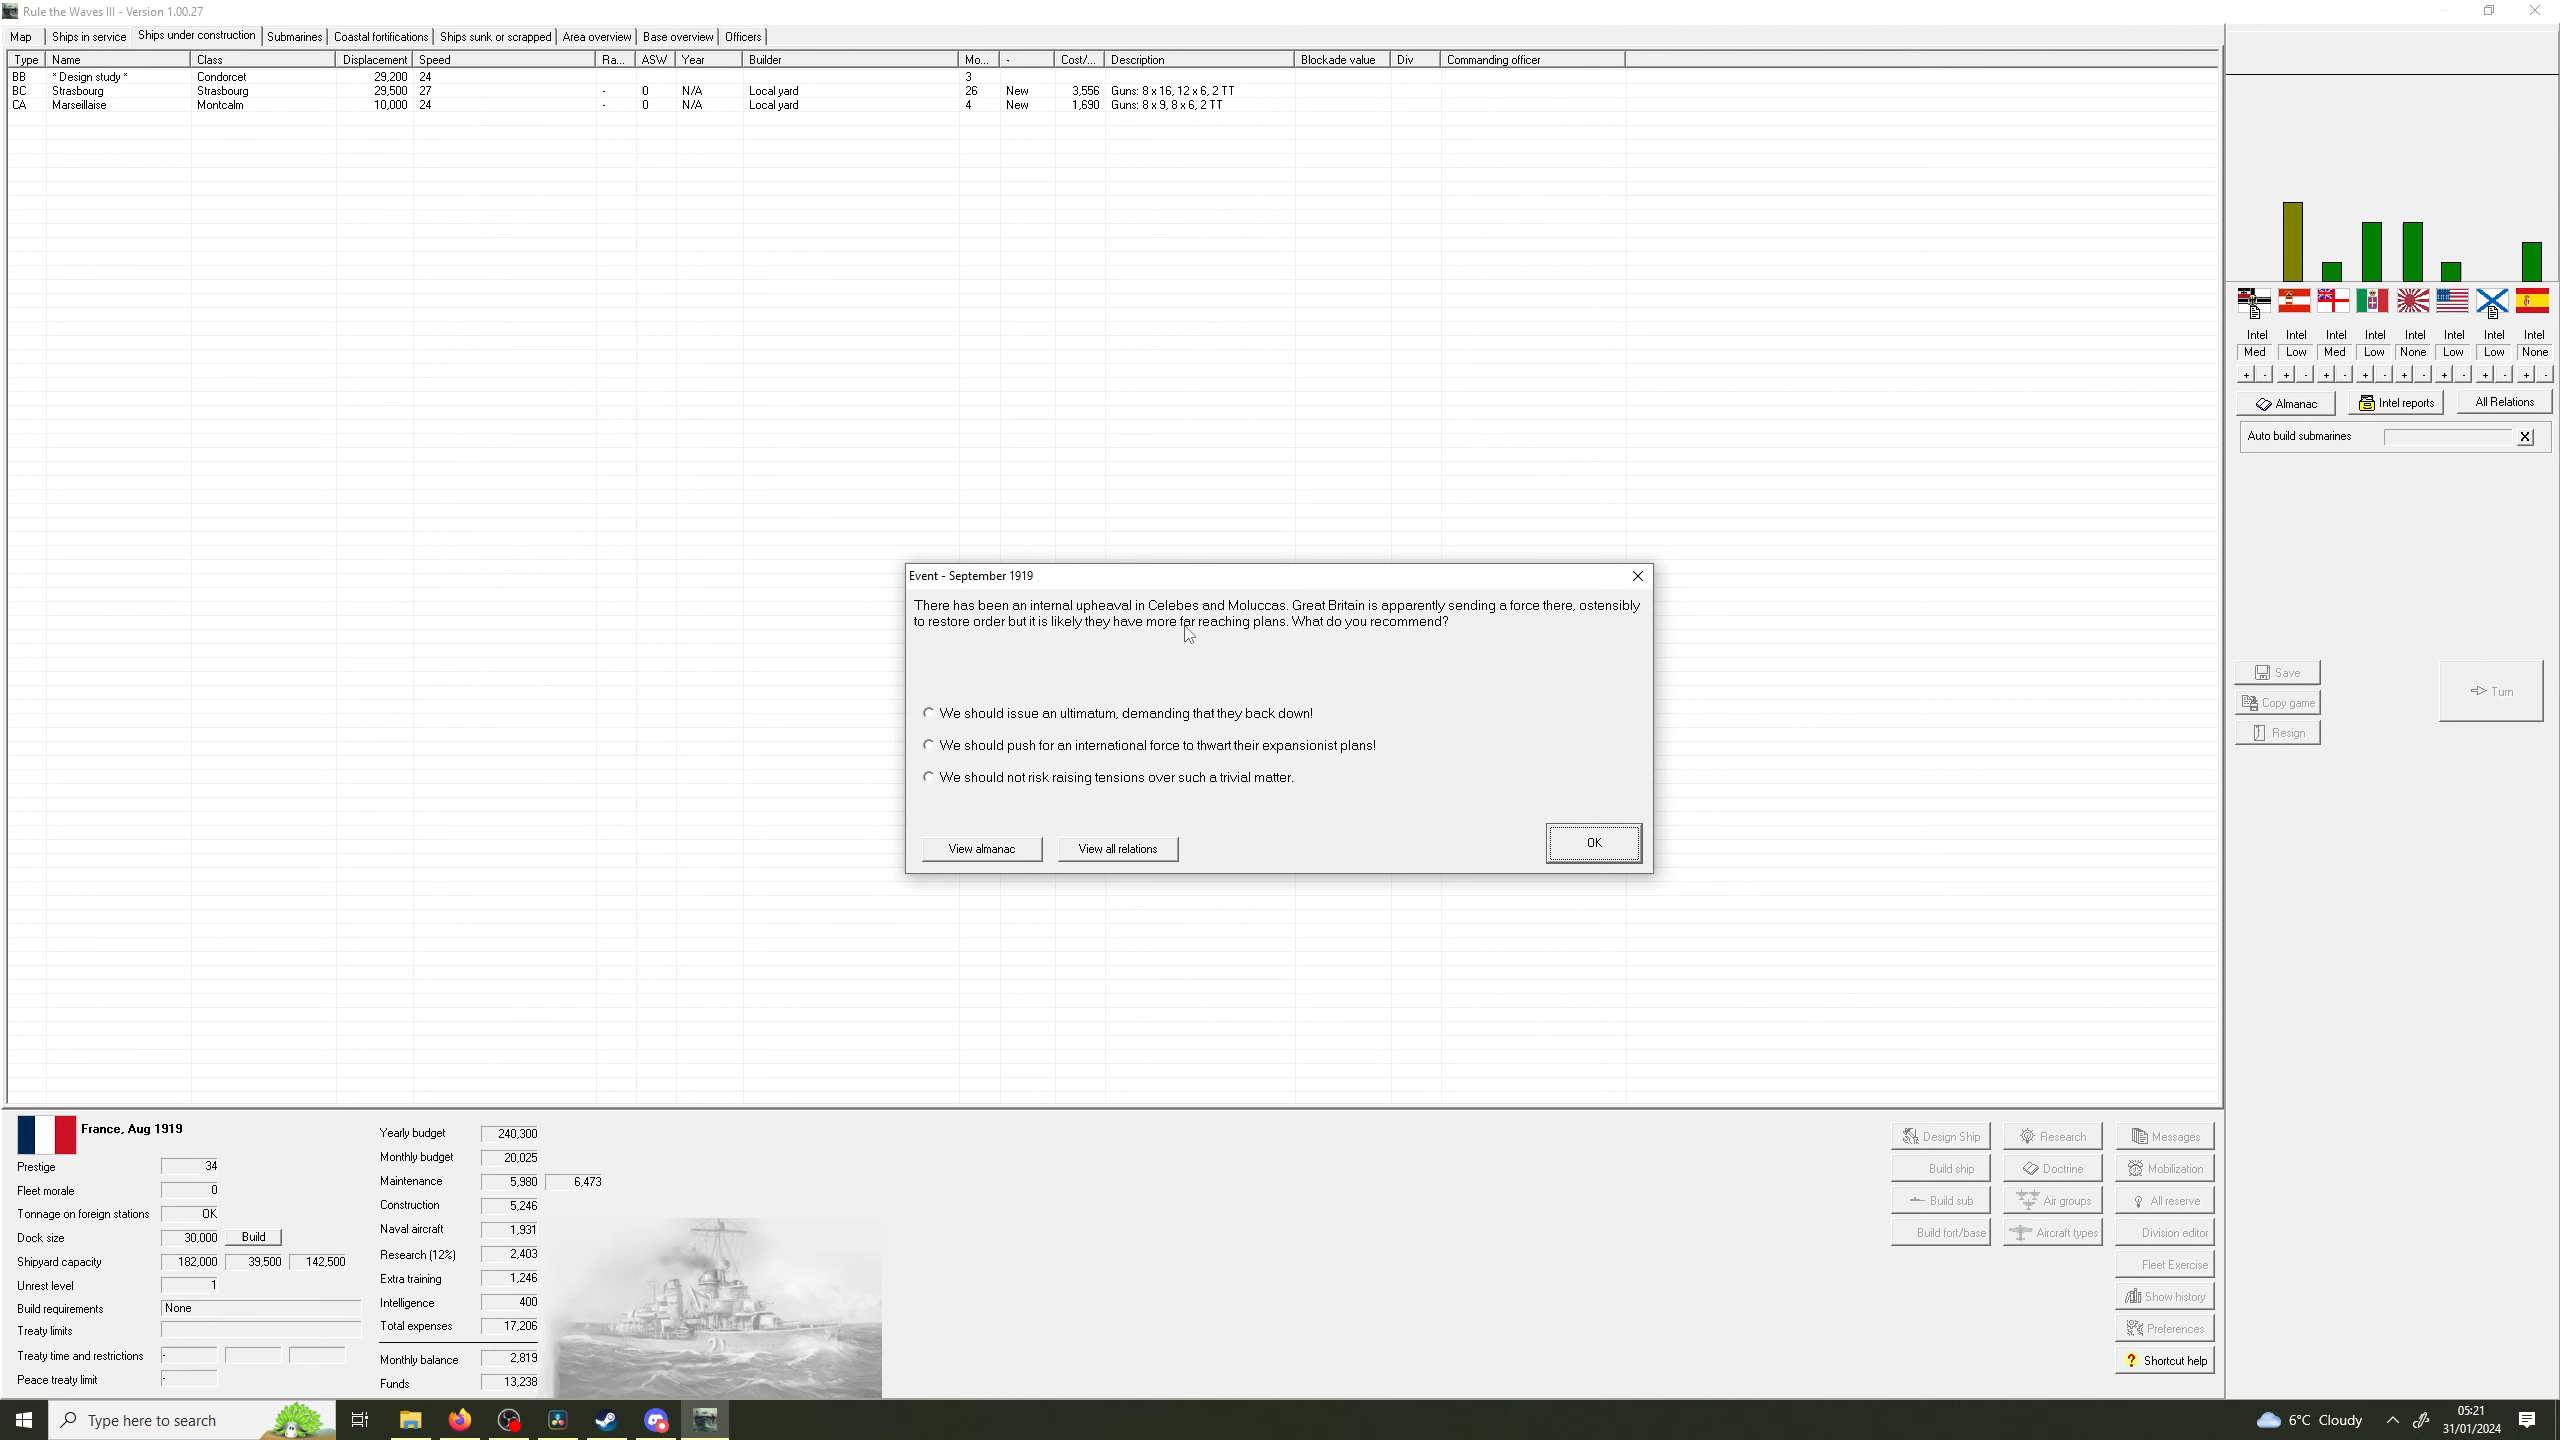 Rule the Waves III - Version 1.00.27
Map Ships in service Ships under construction Submarines Coastal fortifications Ships sunk or scrapped Area overview Base overview Officers
Type Name Class Displacement Speed Ra... ASW Year Builder Mo... - Cost/... Description Blockade value Div Commanding officer
BB * Design study * Condorcet 29,200 24 3
BC Strasbourg Strasbourg 29,500 27 - 0 N/A Local yard 26 New 3,556 Guns: 8 x 16, 12 x 6, 2 TT
CA Marseillaise Montcalm 10,000 24 - 0 N/A Local yard 4 New 1,690 Guns: 8 x 9, 8 x 6, 2 TT
Intel Intel Intel Intel Intel Intel Intel Intel
Med Low Med Low None Low Low None
+ - + - + - + - + - + - + - + -
Almanac Intel reports All Relations
Auto build submarines X
Event - September 1919
There has been an internal upheaval in Celebes and Moluccas. Great Britain is apparently sending a force there, ostensibly
to restore order but it is likely they have more far reaching plans. What do you recommend?
We should issue an ultimatum, demanding that they back down!
We should push for an international force to thwart their expansionist plans!
We should not risk raising tensions over such a trivial matter.
View almanac View all relations OK
Save
Copy game
Resign
Turn
France, Aug 1919
Prestige 34
Fleet morale 0
Tonnage on foreign stations OK
Dock size 30,000 Build
Shipyard capacity 182,000 39,500 142,500
Unrest level 1
Build requirements None
Treaty limits
Treaty time and restrictions -
Peace treaty limit -
Yearly budget 240,300
Monthly budget 20,025
Maintenance 5,980 6,473
Construction 5,246
Naval aircraft 1,931
Research (12%) 2,403
Extra training 1,246
Intelligence 400
Total expenses 17,206
Monthly balance 2,819
Funds 13,238
Design Ship Research Messages
Build ship Doctrine Mobilization
Build sub Air groups All reserve
Build fort/base Aircraft types Division editor
Fleet Exercise
Show history
Preferences
? Shortcut help
Type here to search
6°C Cloudy
05:21
31/01/2024